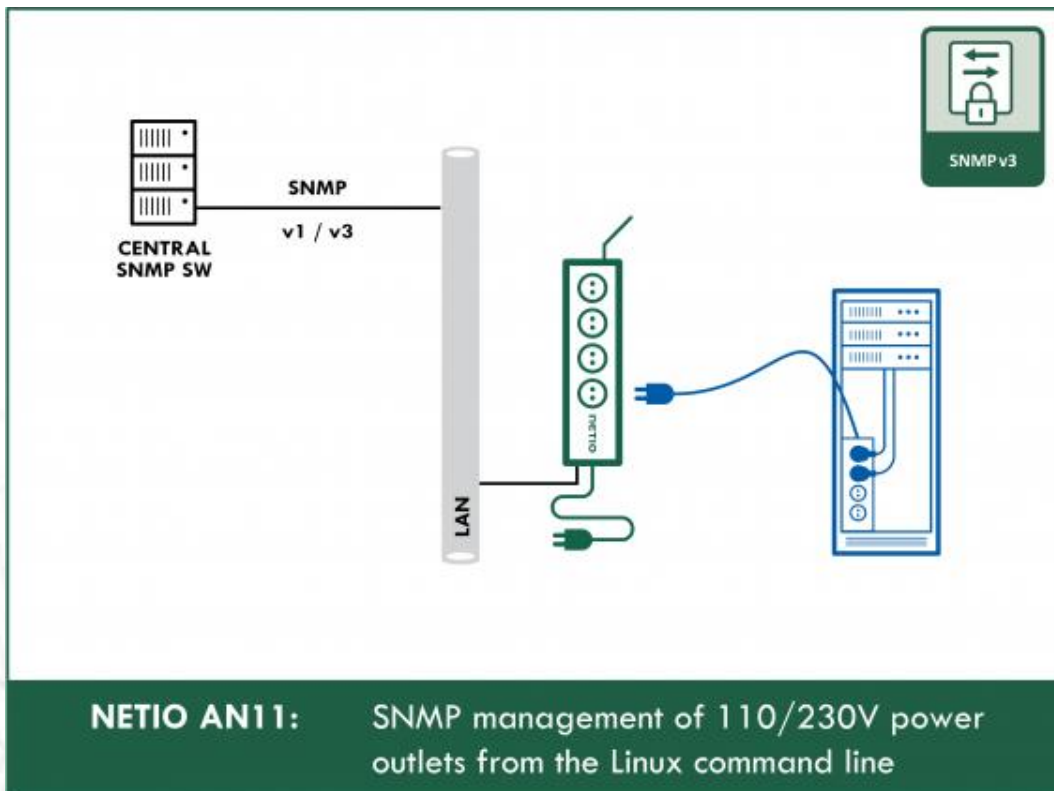 SNMP v3
SNMP
v1 / v3
CENTRAL
SNMP SW
NETIO
LAN
NETIO AN11:
SNMP management of 110/230V power
outlets from the Linux command line